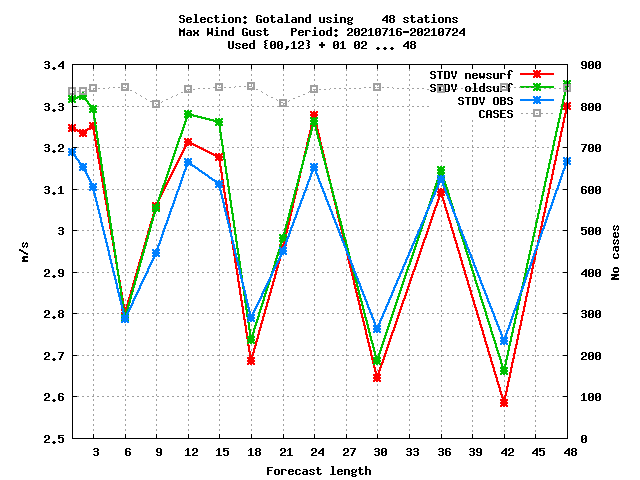 Selection: Gotaland using    48 stations
Max Wind Gust   Period: 20210716-20210724
Used {00,12} + 01 02 ... 48
3,4
3,3
3,2
3,1
3
2,9
2,8
2,7
2,6
2,5
m/s
STDV newsurf
STDV oldsurf
STDV OBS
CASES
900
800
700
600
500
400
300
200
100
0
No cases
3 6 9 12 15 18 21 24 27 30 33 36 39 42 45 48
Forecast length